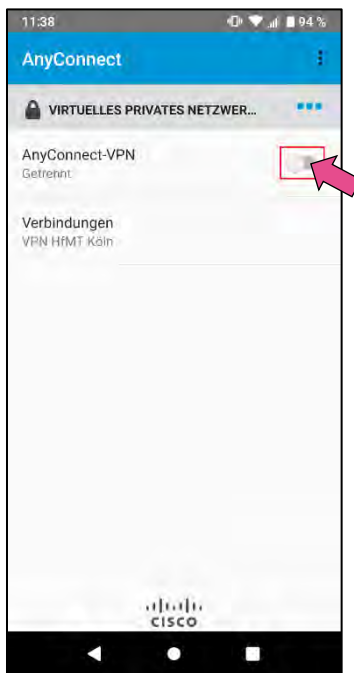 11:38 94 %
AnyConnect
VIRTUELLES PRIVATES NETZWER...
AnyConnect-VPN
Getrennt
Verbindungen
VPN HfMT Köln
CISCO